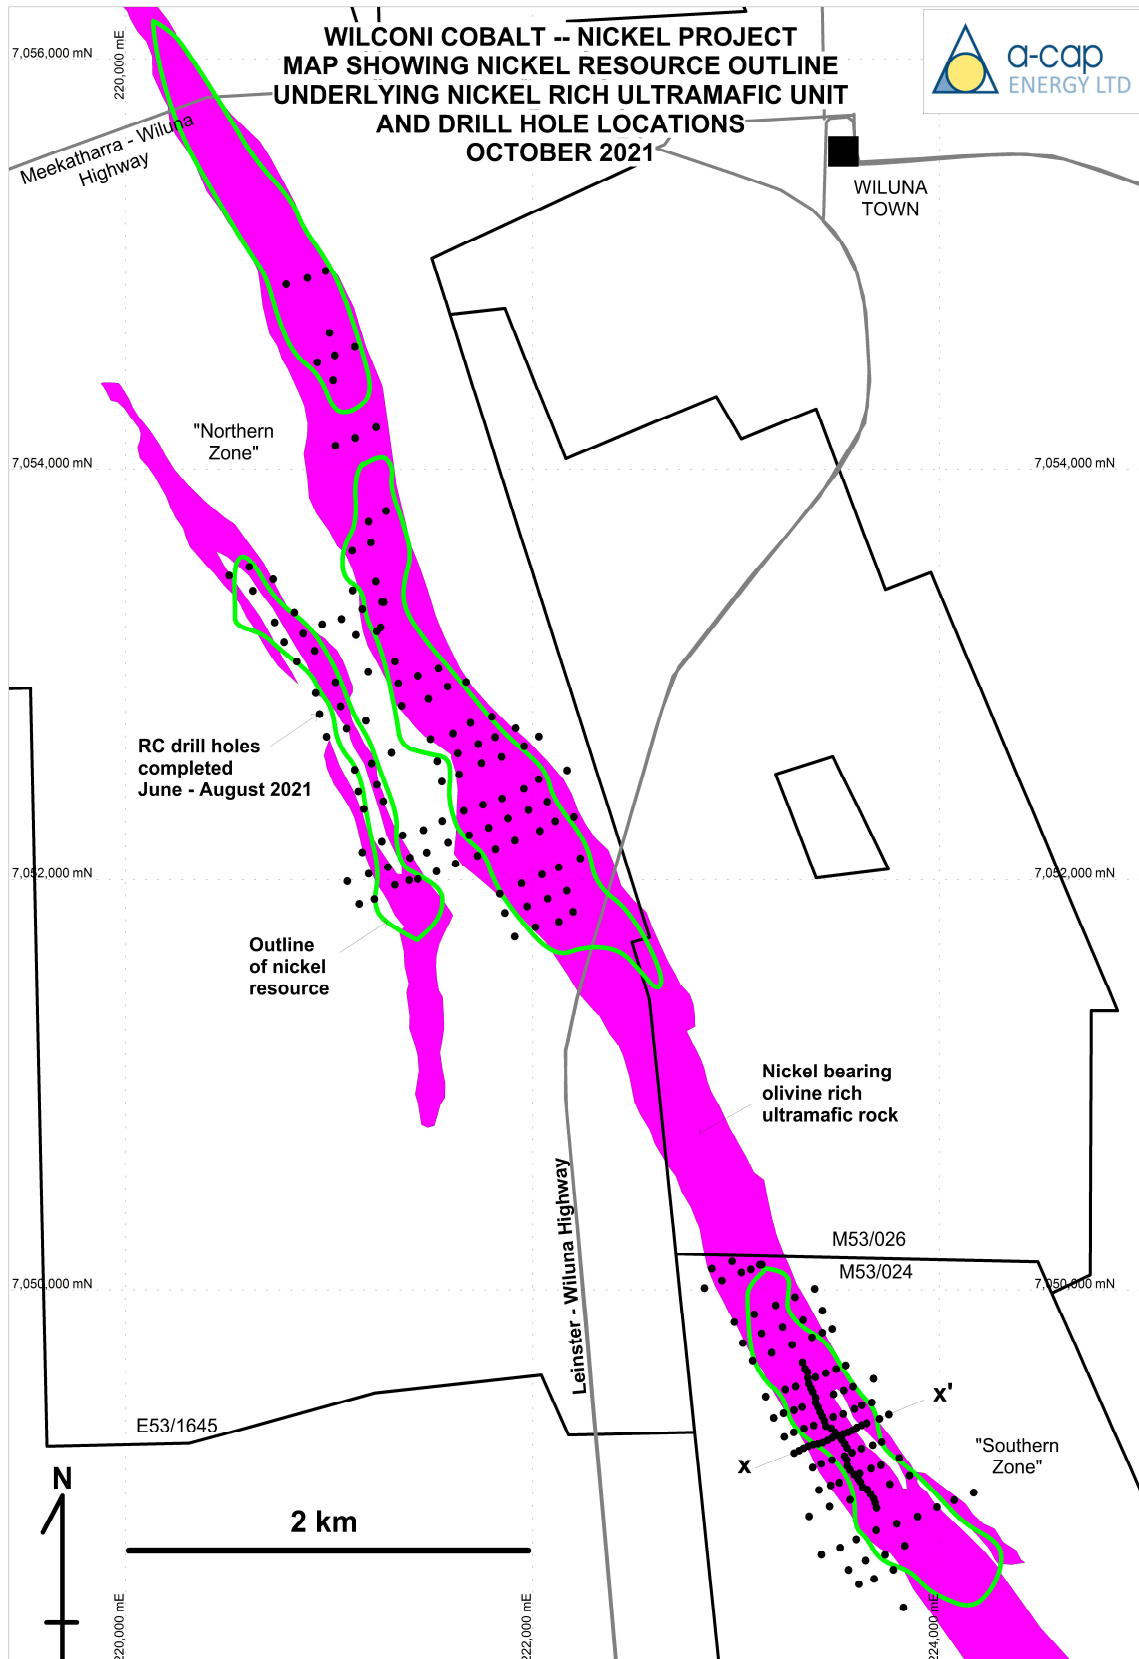 WILCONI COBALT -- NICKEL PROJECT
MAP SHOWING NICKEL RESOURCE OUTLINE
UNDERLYING NICKEL RICH ULTRAMAFIC UNIT
AND DRILL HOLE LOCATIONS
OCTOBER 2021
a-cap
ENERGY LTD
7,056,000 mN
220,000 mE
Meekatharra - Wiluna
Highway
WILUNA
TOWN
"Northern
Zone"
7,054,000 mN
7,054,000 mN
RC drill holes
completed
June - August 2021
7,052,000 mN
7,052,000 mN
Outline
of nickel
resource
Nickel bearing
olivine rich
ultramafic rock
Leinster - Wiluna Highway
M53/026
M53/024
7,050,000 mN
7,050,000 mN
X'
X
E53/1645
"Southern
Zone"
N
2 km
220,000 mE
222,000 mE
224,000 mE